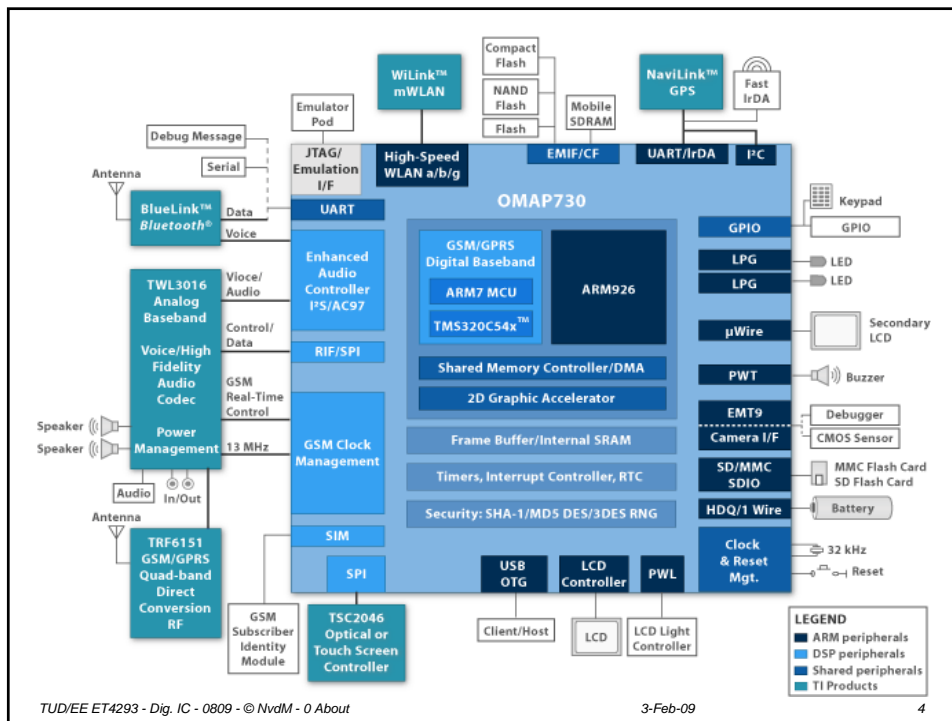 Compact
Flash
NAND
Flash
Flash
WiLink™
mWLAN
NaviLink™
GPS
Fast
IrDA
Emulator
Pod
Mobile
SDRAM
Debug Message
Serial
JTAG/
Emulation
I/F
High-Speed
WLAN a/b/g
EMIF/CF
UART/IrDA
I²C
Antenna
BlueLink™
Bluetooth®
Data
Voice
UART
OMAP730
Enhanced
Audio
Controller
I²S/AC97
GSM/GPRS
Digital Baseband
ARM7 MCU
TMS320C54x™
ARM926
GPIO
Keypad
GPIO
LPG
LED
LPG
LED
TWL3016
Analog
Baseband
Voice/High
Fidelity
Audio
Codec
Power
Management
Vioce/
Audio
Control/
Data
RIF/SPI
GSM
Real-Time
Control
13 MHz
µWire
Secondary
LCD
Shared Memory Controller/DMA
2D Graphic Accelerator
PWT
Buzzer
Speaker
Speaker
GSM Clock
Management
Frame Buffer/Internal SRAM
Timers, Interrupt Controller, RTC
Security: SHA-1/MD5 DES/3DES RNG
EMT9
Camera I/F
Debugger
CMOS Sensor
SD/MMC
SDIO
MMC Flash Card
SD Flash Card
HDQ/1 Wire
Battery
Audio
In/Out
Antenna
TRF6151
GSM/GPRS
Quad-band
Direct
Conversion
RF
SIM
SPI
USB
OTG
LCD
Controller
PWL
Clock
& Reset
Mgt.
32 kHz
Reset
GSM
Subscriber
Identity
Module
TSC2046
Optical or
Touch Screen
Controller
Client/Host
LCD
LCD Light
Controller
LEGEND
ARM peripherals
DSP peripherals
Shared peripherals
TI Products
TUD/EE ET4293 - Dig. IC - 0809 - © NvdM - 0 About
3-Feb-09
4